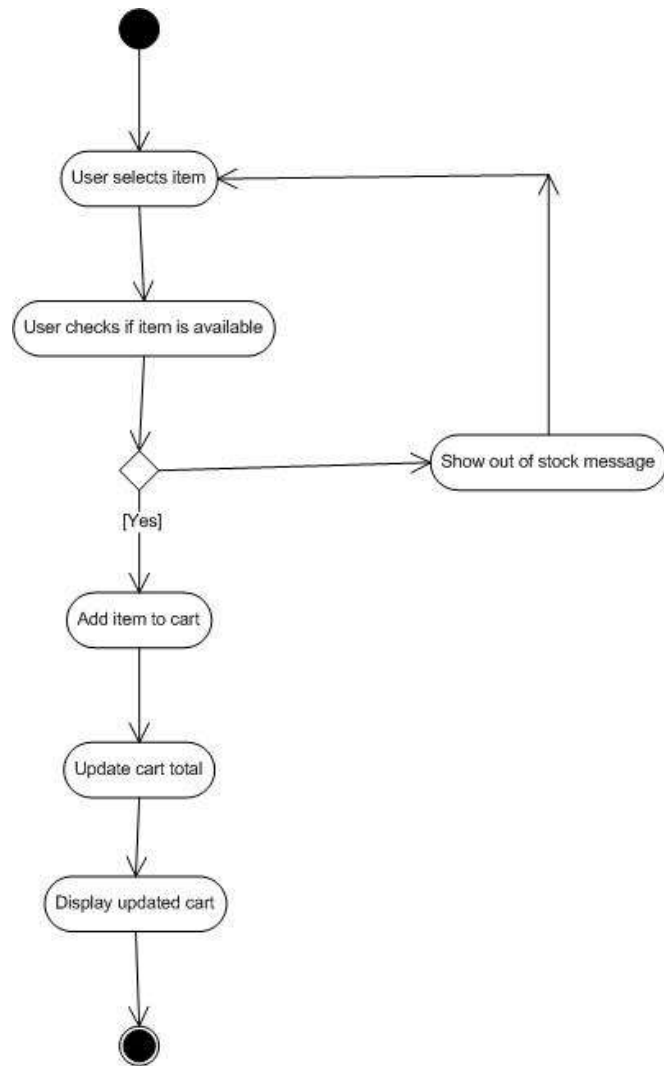 User selects item
User checks if item is available
Show out of stock message
[Yes]
Add item to cart
Update cart total
Display updated cart